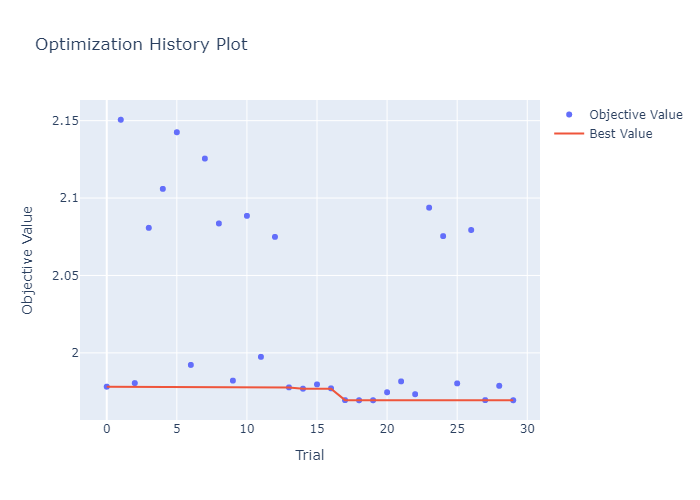 Optimization History Plot
Objective Value
Best Value
2.15
2.1
2.05
2
Objective Value
0 5 10 15 20 25 30
Trial